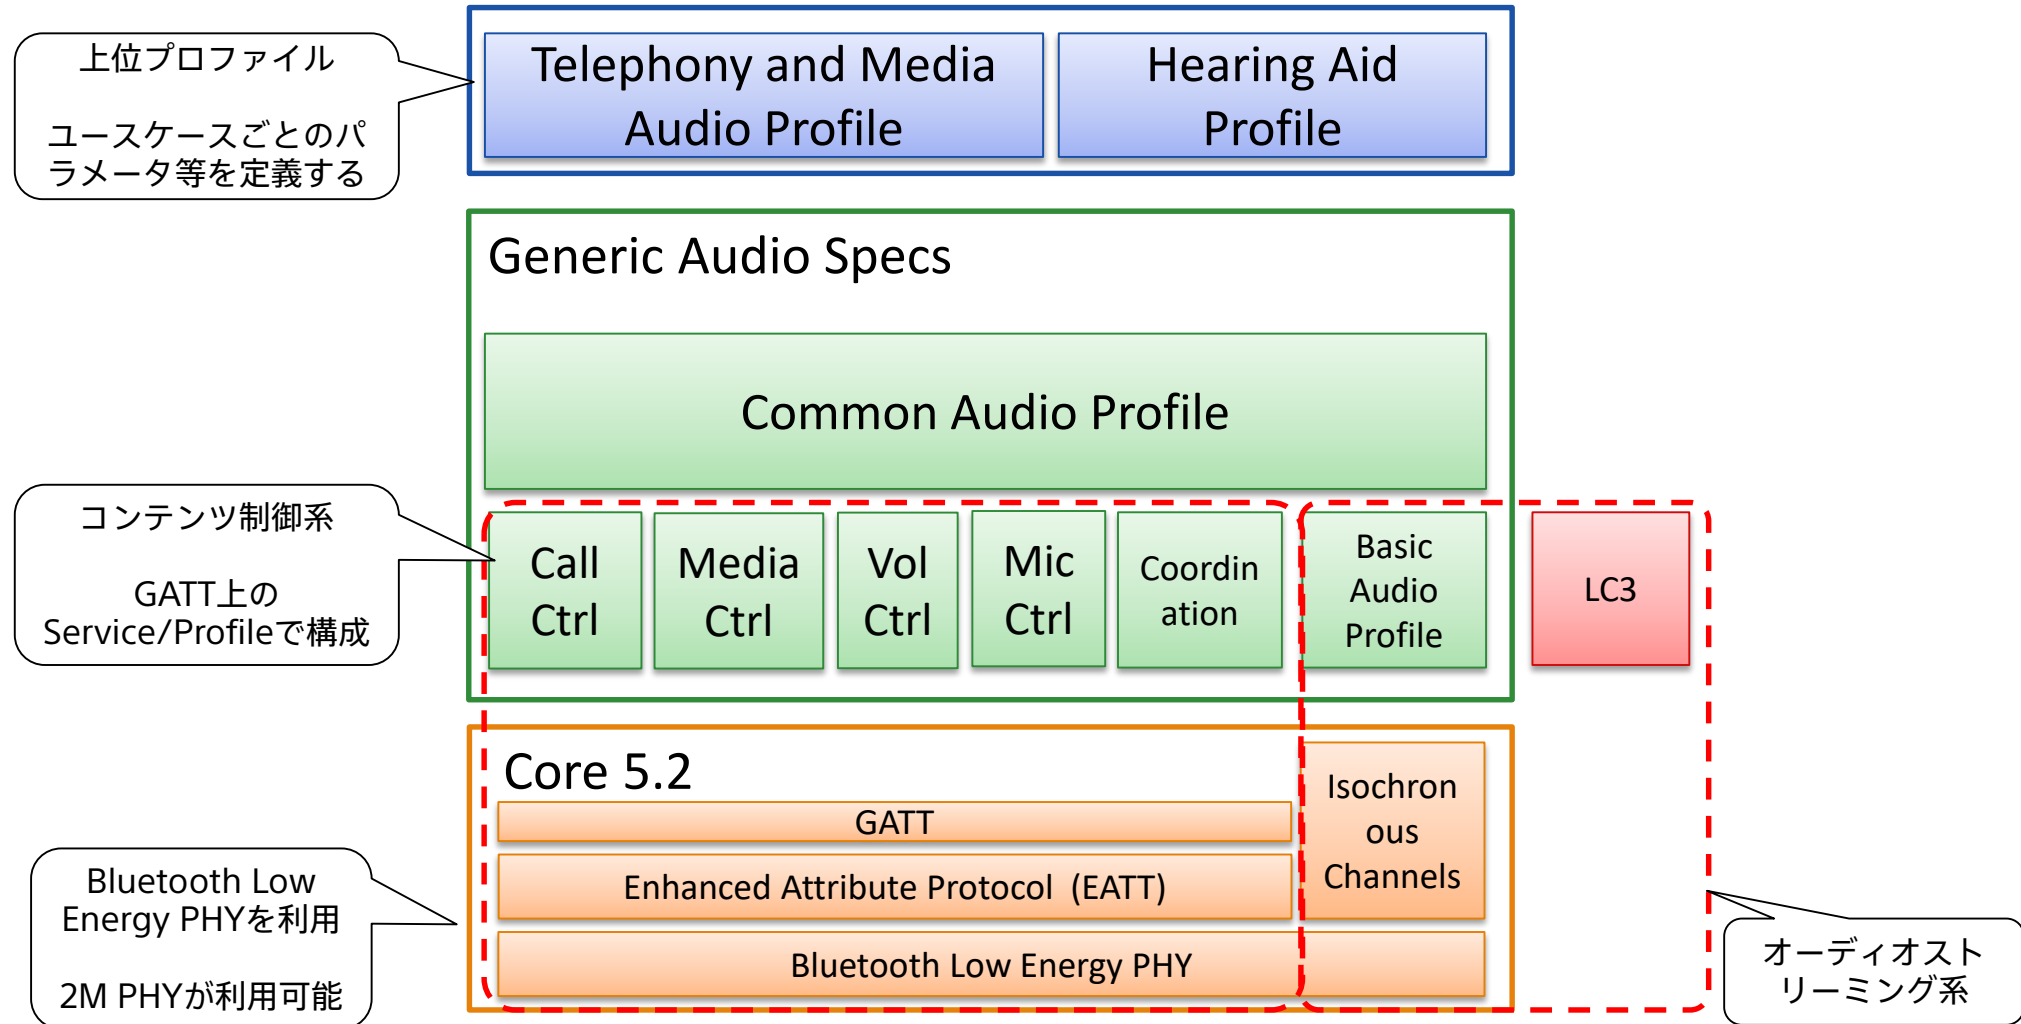 上位プロファイル
ユースケースごとのパ
ラメータ等を定義する
Telephony and Media
Audio Profile
Hearing Aid
Profile
Generic Audio Specs
Common Audio Profile
コンテンツ制御系
GATT上の
Service/Profileで構成
Call
Ctrl
Media
Ctrl
Vol
Ctrl
Mic
Ctrl
Coordin
ation
Basic
Audio
Profile
LC3
Core 5.2
GATT
Enhanced Attribute Protocol (EATT)
Bluetooth Low Energy PHY
Isochron
ous
Channels
Bluetooth Low
Energy PHYを利用
2M PHYが利用可能
オーディオスト
リーミング系